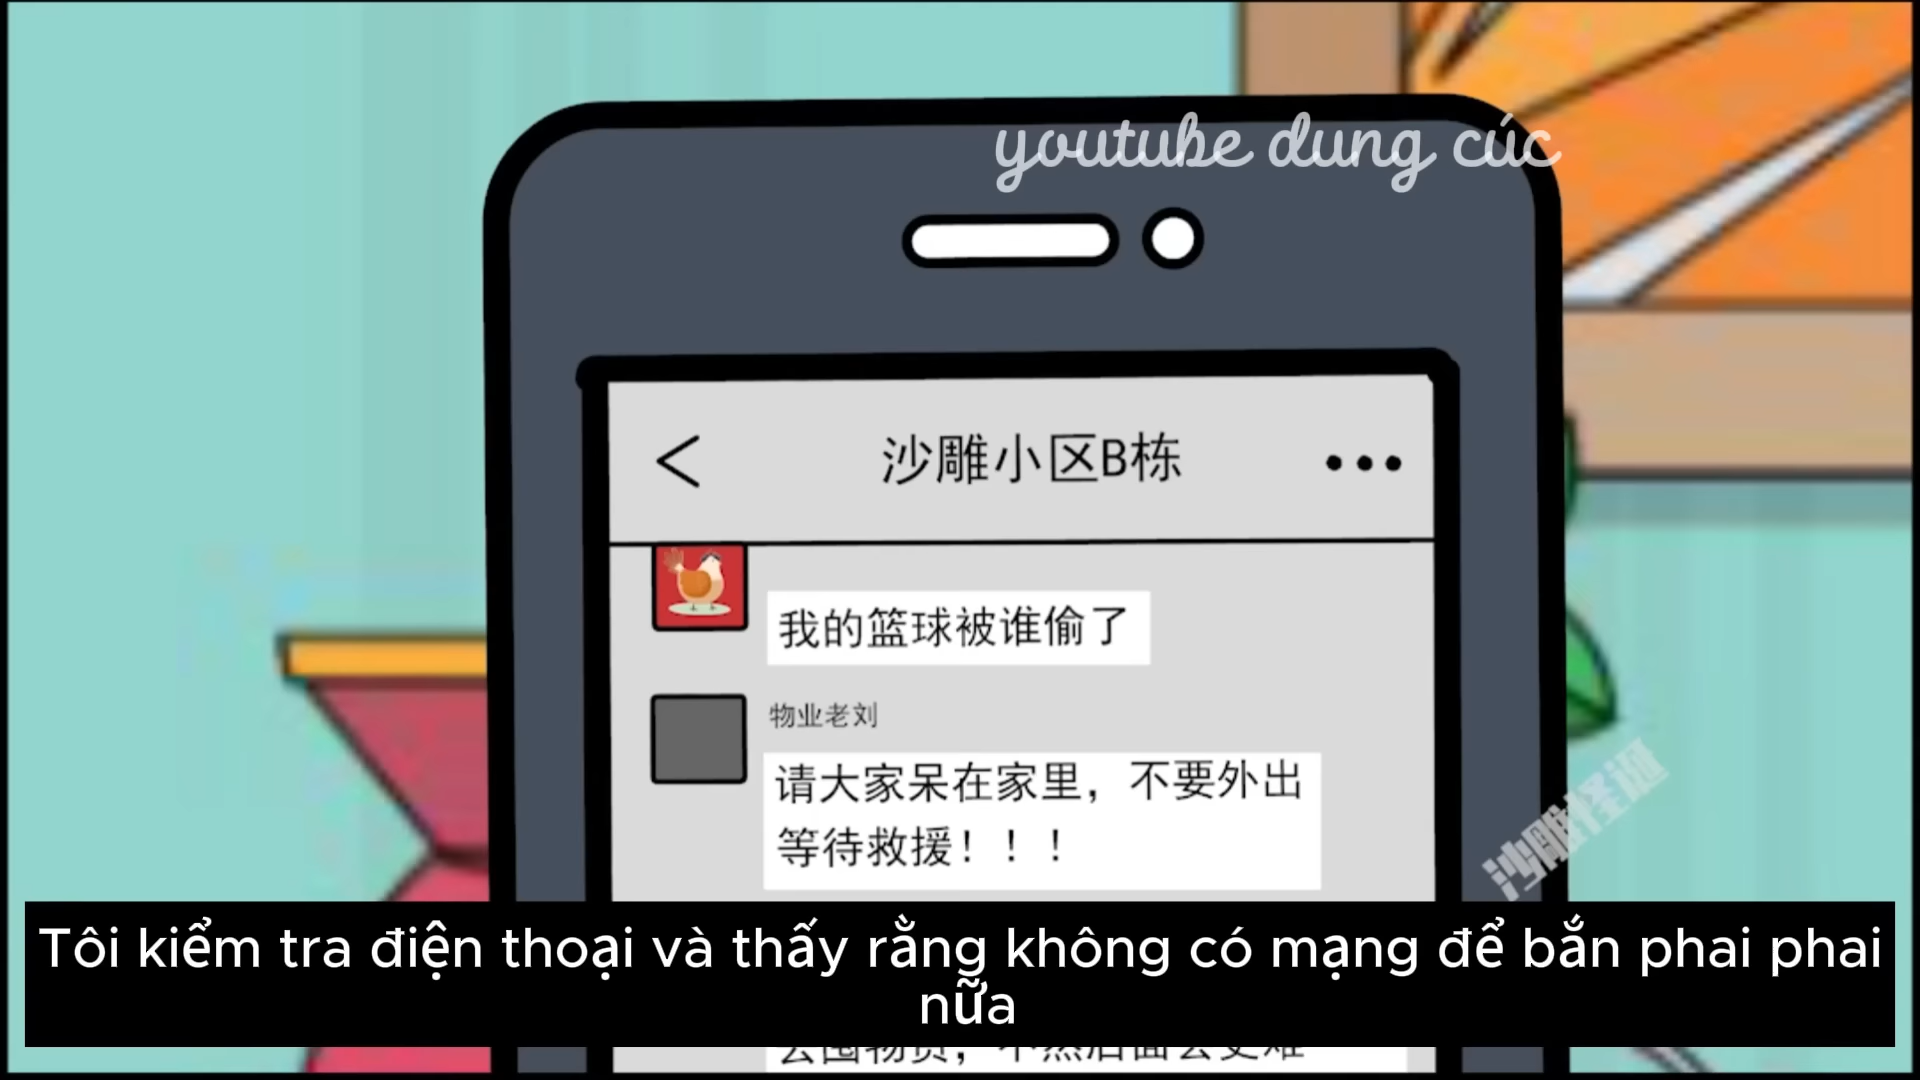 youtube dung cúc
沙雕小区B栋
我的篮球被谁偷了
物业老刘
请大家呆在家里，不要外出
等待救援！！！
沙雕怪诞
Tôi kiểm tra điện thoại và thấy rằng không có mạng để bắn phai phai
nữa